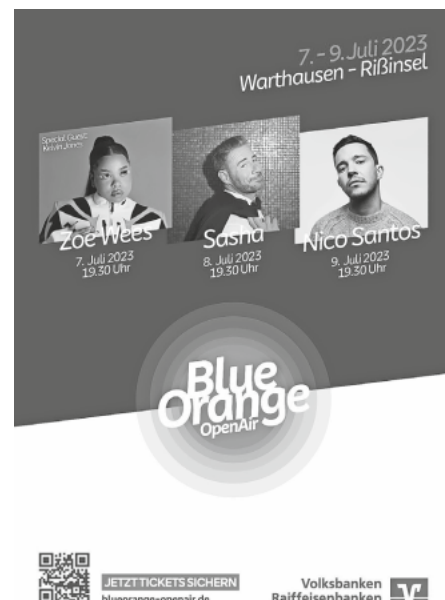 7. - 9. Juli 2023
Warthausen - Rißinsel
Special Guest:
Kelvin Jones
Zoe Wees
7. Juli 2023
19.30 Uhr
Sasha
8. Juli 2023
19.30 Uhr
Nico Santos
9. Juli 2023
19.30 Uhr
Blue
Orange
OpenAir
JETZT TICKETS SICHERN
blueorange-openair.de
Volksbanken
Raiffeisenbanken